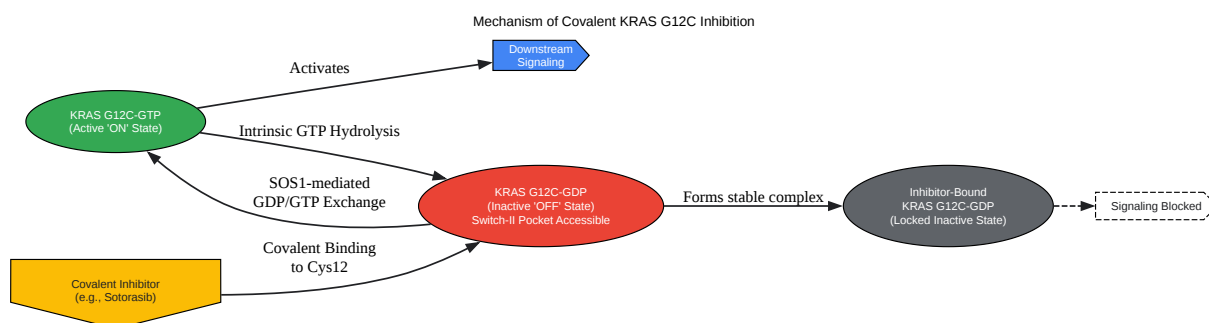 Mechanism of Covalent KRAS G12C Inhibition
Downstream
Signaling
Activates
KRAS G12C-GTP
(Active 'ON' State)
Intrinsic GTP Hydrolysis
SOS1-mediated
GDP/GTP Exchange
KRAS G12C-GDP
(Inactive 'OFF' State)
Switch-II Pocket Accessible
Forms stable complex
Inhibitor-Bound
KRAS G12C-GDP
(Locked Inactive State)
Signaling Blocked
Covalent Binding
to Cys12
Covalent Inhibitor
(e.g., Sotorasib)